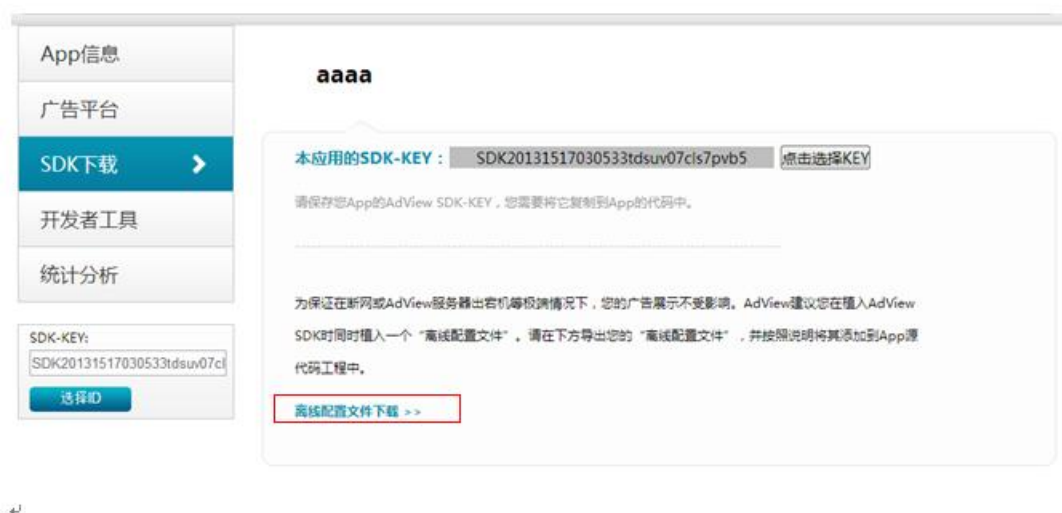 App信息
广告平台
SDK下载
开发者工具
统计分析
SDK-KEY:
SDK20131517030533tdsuv07cl
选择ID
aaaa
本应用的SDK-KEY： SDK20131517030533tdsuv07cls7pvb5 点击选择KEY
请保存您App的AdView SDK-KEY，您需要将它复制到App的代码中。
为保证在断网或AdView服务器出宕机等极端情况下，您的广告展示不受影响。AdView建议您在植入AdView
SDK时同时植入一个“离线配置文件”。请在下方导出您的“离线配置文件”，并按照说明将其添加到App源
代码工程中。
离线配置文件下载 >>